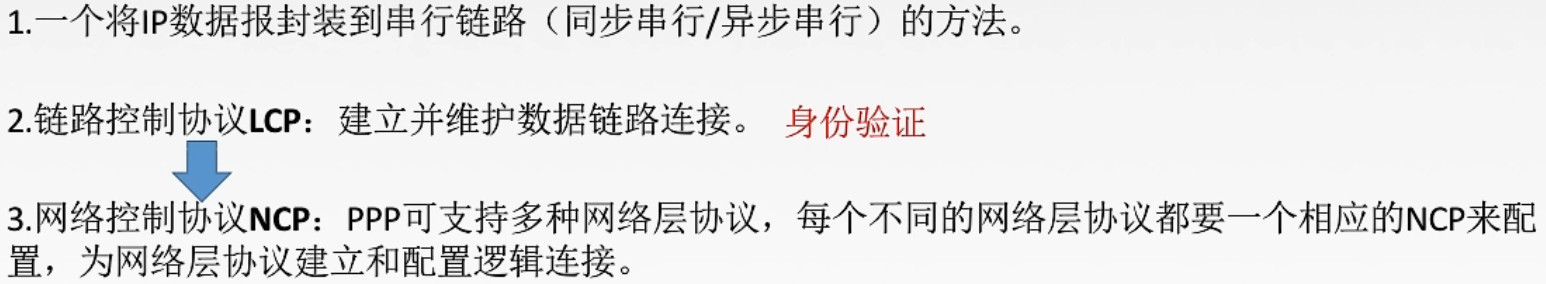 1.一个将IP数据报封装到串行链路（同步串行/异步串行）的方法。
2.链路控制协议LCP：建立并维护数据链路连接。 身份验证
3.网络控制协议NCP：PPP可支持多种网络层协议，每个不同的网络层协议都要一个相应的NCP来配
置，为网络层协议建立和配置逻辑连接。